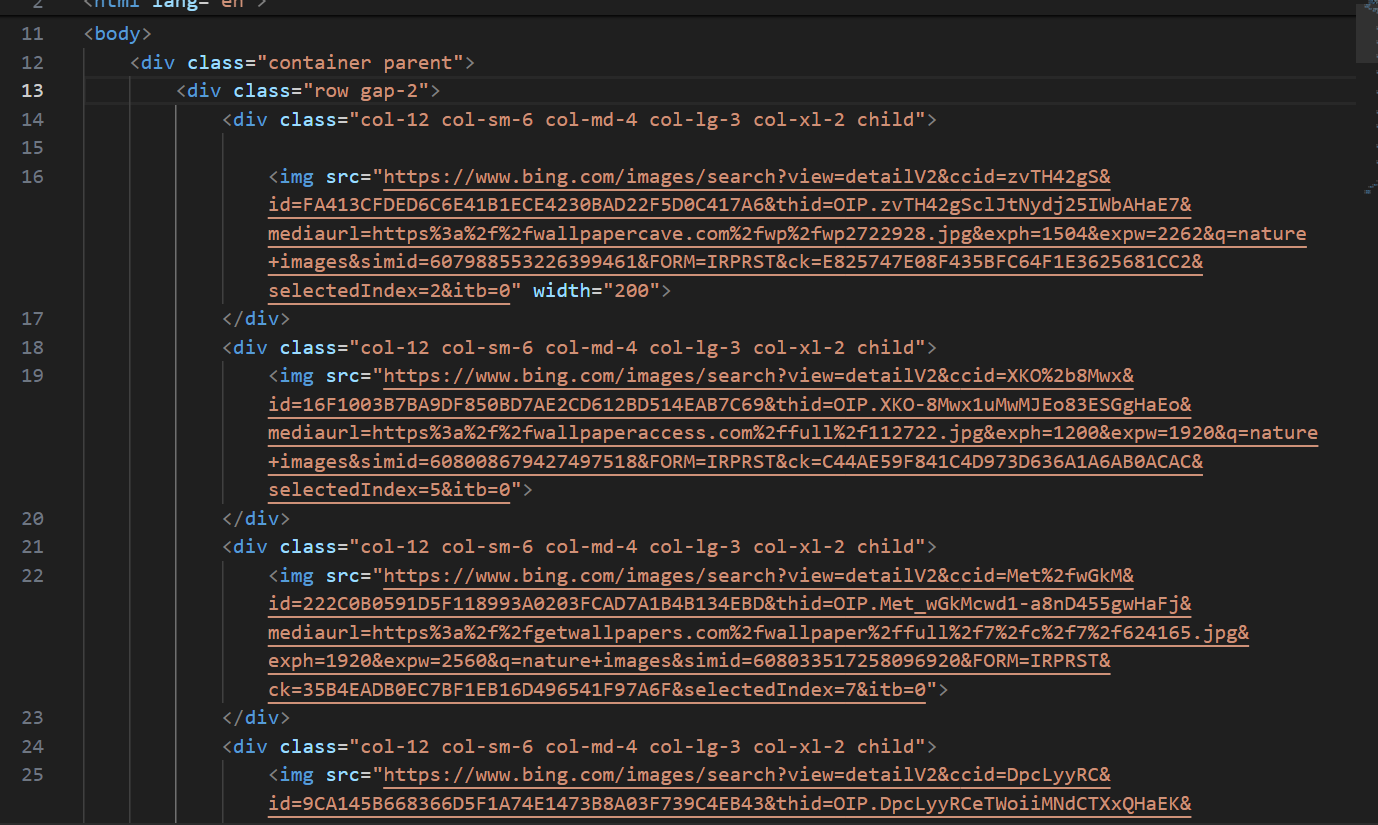 2 <html lang="en">
11 <body>
12 <div class="container parent">
13 <div class="row gap-2">
14 <div class="col-12 col-sm-6 col-md-4 col-lg-3 col-xl-2 child">
15
16 <img src="https://www.bing.com/images/search?view=detailV2&ccid=zvTH42gS&
id=FA413CFDED6C6E41B1ECE4230BAD22F5D0C417A6&thid=OIP.zvTH42gSclJtNydj25IWbAHaE7&
mediaurl=https%3a%2f%2fwallpapercave.com%2fwp%2fwp2722928.jpg&exph=1504&expw=2262&q=nature
+images&simid=607988553226399461&FORM=IRPRST&ck=E825747E08F435BFC64F1E3625681CC2&
selectedIndex=2&itb=0" width="200">
17 </div>
18 <div class="col-12 col-sm-6 col-md-4 col-lg-3 col-xl-2 child">
19 <img src="https://www.bing.com/images/search?view=detailV2&ccid=XKO%2b8Mwx&
id=16F1003B7BA9DF850BD7AE2CD612BD514EAB7C69&thid=OIP.XKO-8Mwx1uMwMJEo83ESGgHaEo&
mediaurl=https%3a%2f%2fwallpaperaccess.com%2ffull%2f112722.jpg&exph=1200&expw=1920&q=nature
+images&simid=608008679427497518&FORM=IRPRST&ck=C44AE59F841C4D973D636A1A6AB0ACAC&
selectedIndex=5&itb=0">
20 </div>
21 <div class="col-12 col-sm-6 col-md-4 col-lg-3 col-xl-2 child">
22 <img src="https://www.bing.com/images/search?view=detailV2&ccid=Met%2fwGkM&
id=222C0B0591D5F118993A0203FCAD7A1B4B134EBD&thid=OIP.Met_wGkMcwd1-a8nD455gwHaFj&
mediaurl=https%3a%2f%2fgetwallpapers.com%2fwallpaper%2ffull%2f7%2fc%2f7%2f624165.jpg&
exph=1920&expw=2560&q=nature+images&simid=608033517258096920&FORM=IRPRST&
ck=35B4EADB0EC7BF1EB16D496541F97A6F&selectedIndex=7&itb=0">
23 </div>
24 <div class="col-12 col-sm-6 col-md-4 col-lg-3 col-xl-2 child">
25 <img src="https://www.bing.com/images/search?view=detailV2&ccid=DpcLyyRC&
id=9CA145B668366D5F1A74E1473B8A03F739C4EB43&thid=OIP.DpcLyyRCeTWoiiMNdCTXxQHaEK&